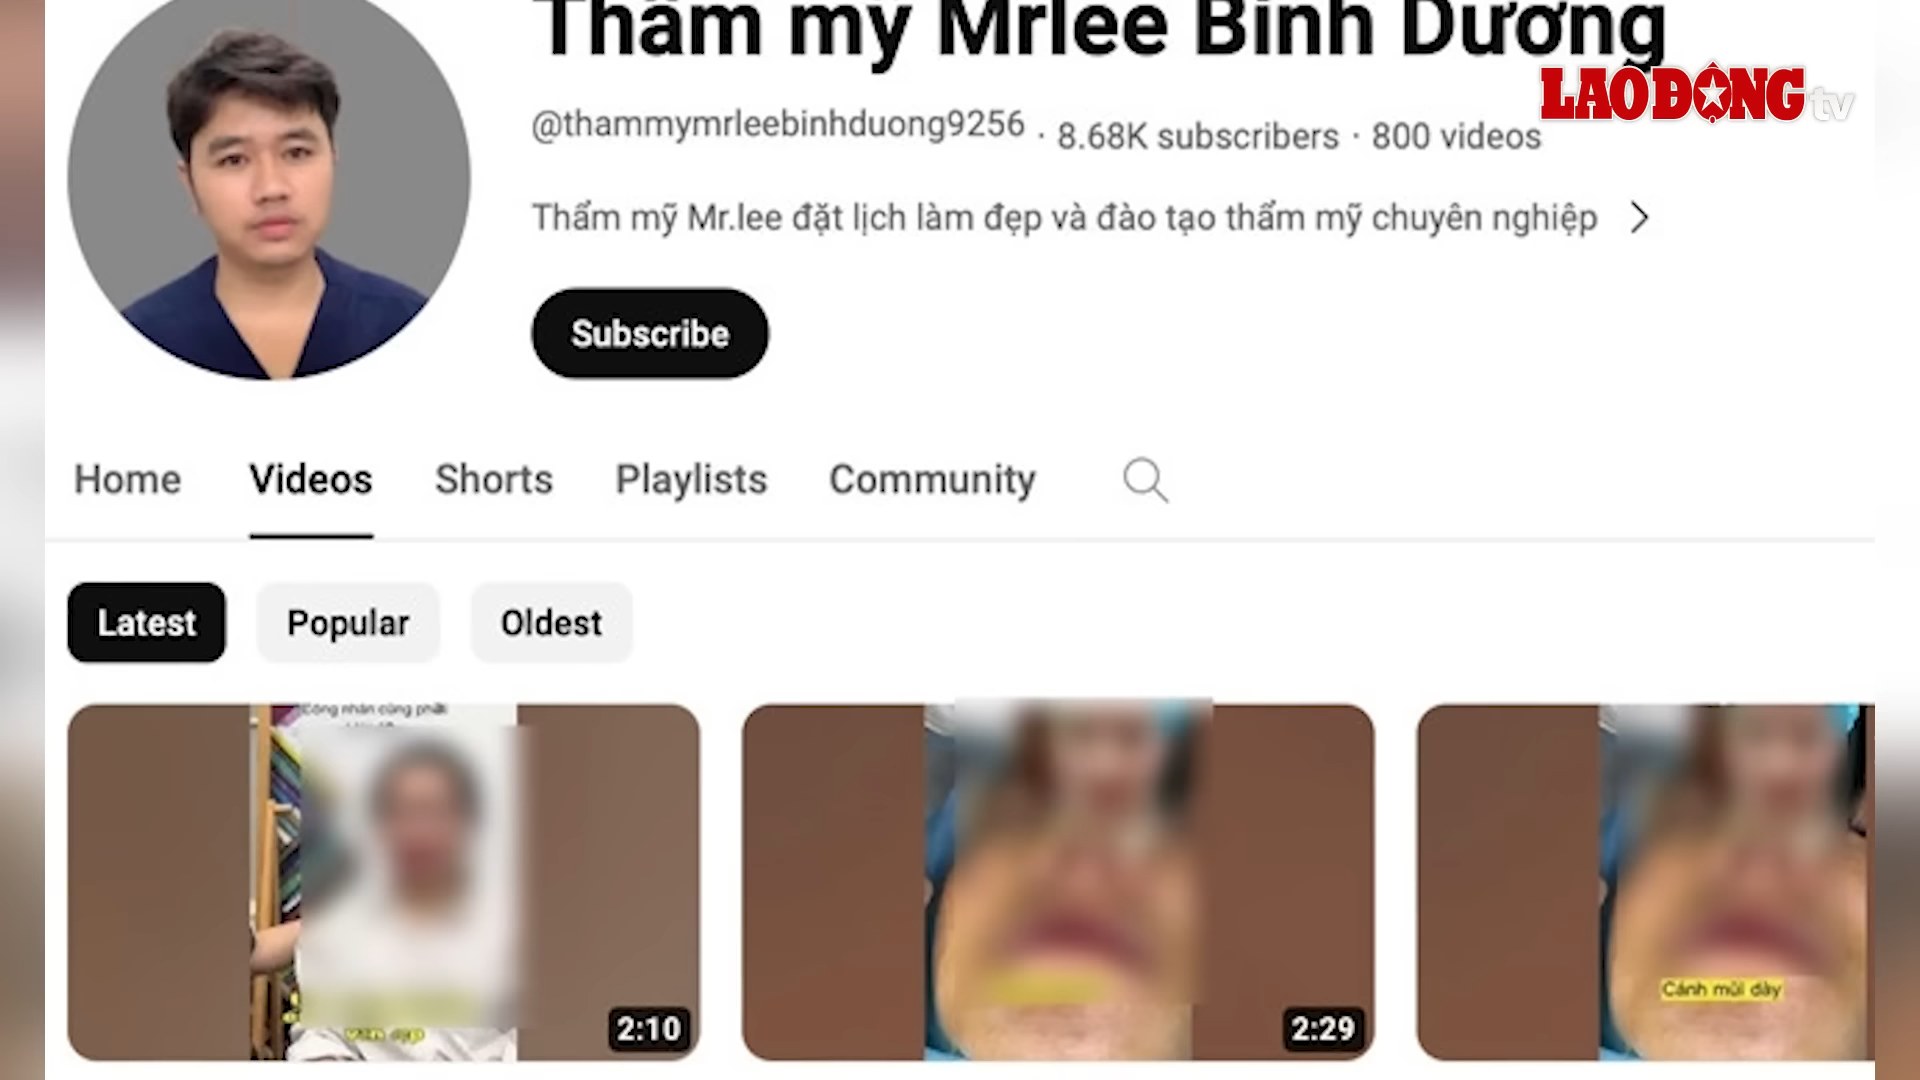 Thẩm mỹ Mrlee Bình Dương
LAO ĐỘNG tv
@thammymrleebinhduong9256 · 8.68K subscribers · 800 videos
Thẩm mỹ Mr.lee đặt lịch làm đẹp và đào tạo thẩm mỹ chuyên nghiệp
Subscribe
Home Videos Shorts Playlists Community
Latest Popular Oldest
Công nhân cũng phải
2:10
2:29
Cánh mũi dày